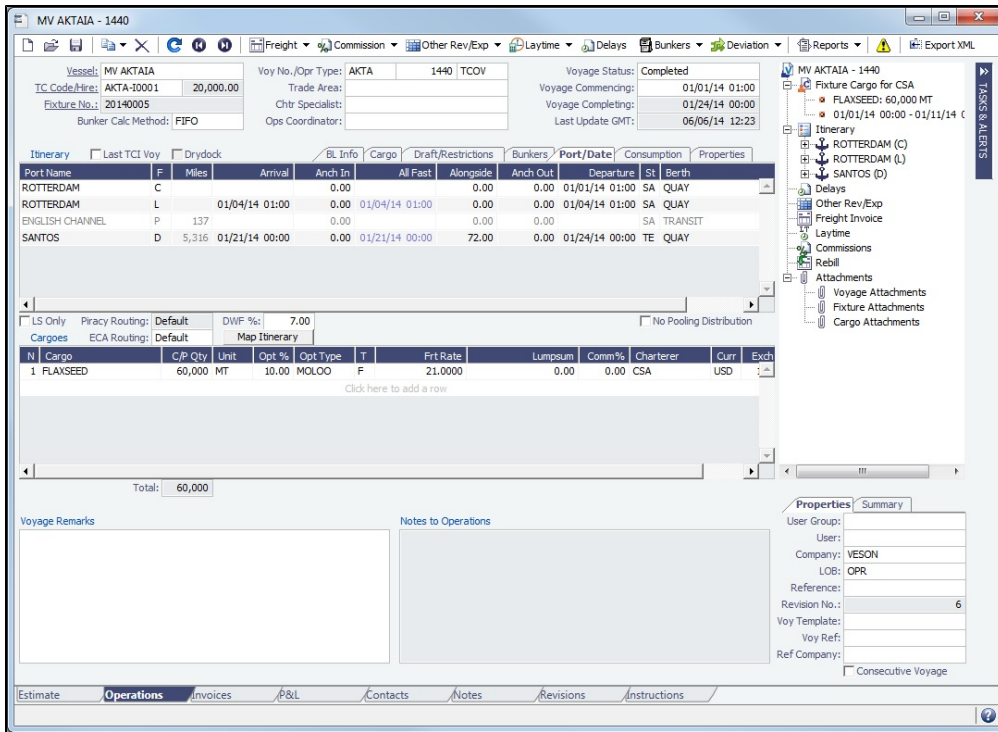 MV AKTAIA - 1440
Freight Commission Other Rev/Exp Laytime Delays Bunkers Deviation Reports Export XML
Vessel: MV AKTAIA Voy No./Opr Type: AKTA 1440 TCOV Voyage Status: Completed
TC Code/Hire: AKTA-I0001 20,000.00 Trade Area: Voyage Commencing: 01/01/14 01:00
Fixture No.: 20140005 Chtr Specialist: Voyage Completing: 01/24/14 00:00
Bunker Calc Method: FIFO Ops Coordinator: Last Update GMT: 06/06/14 12:23
Itinerary Last TCI Voy Drydock BL Info Cargo Draft/Restrictions Bunkers Port/Date Consumption Properties
Port Name F Miles Arrival Anch In All Fast Alongside Anch Out Departure St Berth
ROTTERDAM C 0.00 0.00 0.00 01/01/14 01:00 SA QUAY
ROTTERDAM L 01/04/14 01:00 0.00 01/04/14 01:00 0.00 0.00 01/04/14 01:00 SA QUAY
ENGLISH CHANNEL P 137 0.00 0.00 0.00 SA TRANSIT
SANTOS D 5,316 01/21/14 00:00 0.00 01/21/14 00:00 72.00 0.00 01/24/14 00:00 TE QUAY
LS Only Piracy Routing: Default DWF %: 7.00 No Pooling Distribution
Cargoes ECA Routing: Default Map Itinerary
N Cargo C/P Qty Unit Opt % Opt Type T Frt Rate Lumpsum Comm% Charterer Curr Exch
1 FLAXSEED 60,000 MT 10.00 MOLOO F 21.0000 0.00 0.00 CSA USD
Click here to add a row
Total: 60,000
Voyage Remarks Notes to Operations
MV AKTAIA - 1440
Fixture Cargo for CSA
FLAXSEED: 60,000 MT
01/01/14 00:00 - 01/11/14
Itinerary
ROTTERDAM (C)
ROTTERDAM (L)
SANTOS (D)
Delays
Other Rev/Exp
Freight Invoice
Laytime
Commissions
Rebill
Attachments
Voyage Attachments
Fixture Attachments
Cargo Attachments
TASKS & ALERTS
Properties Summary
User Group:
User:
Company: VESON
LOB: OPR
Reference:
Revision No.: 6
Voy Template:
Voy Ref:
Ref Company:
Consecutive Voyage
Estimate Operations Invoices P&L Contacts Notes Revisions Instructions